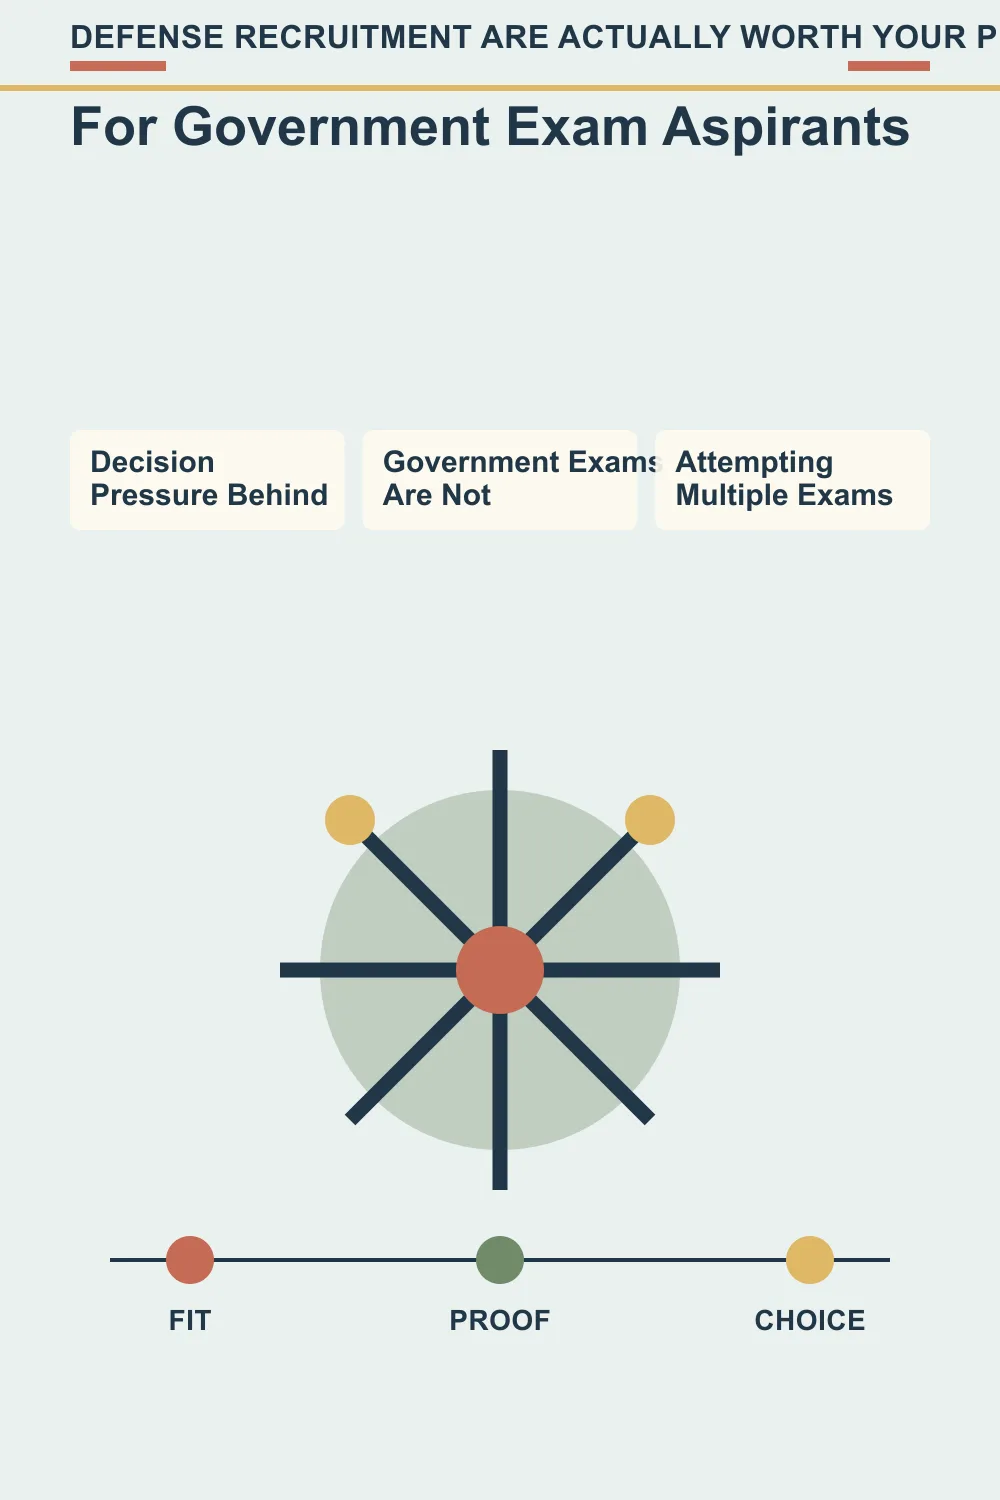 DEFENSE RECRUITMENT ARE ACTUALLY WORTH YOUR P
For Government Exam Aspirants
Decision
Pressure Behind
Government Exams
Are Not
Attempting
Multiple Exams
FIT
PROOF
CHOICE